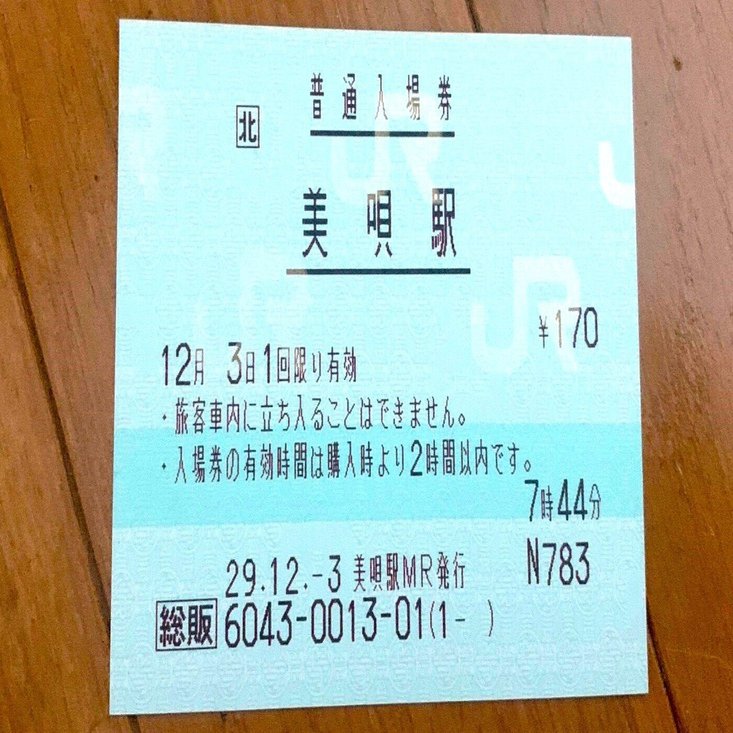 普通入場券
北
美唄駅
¥170
12月 3日1回限り有効
・旅客車内に立ち入ることはできません。
・入場券の有効時間は購入時より2時間以内です。
7時44分
29.12.-3 美唄駅MR発行 N783
総販 6043-0013-01(1- )
JR
JR
JR